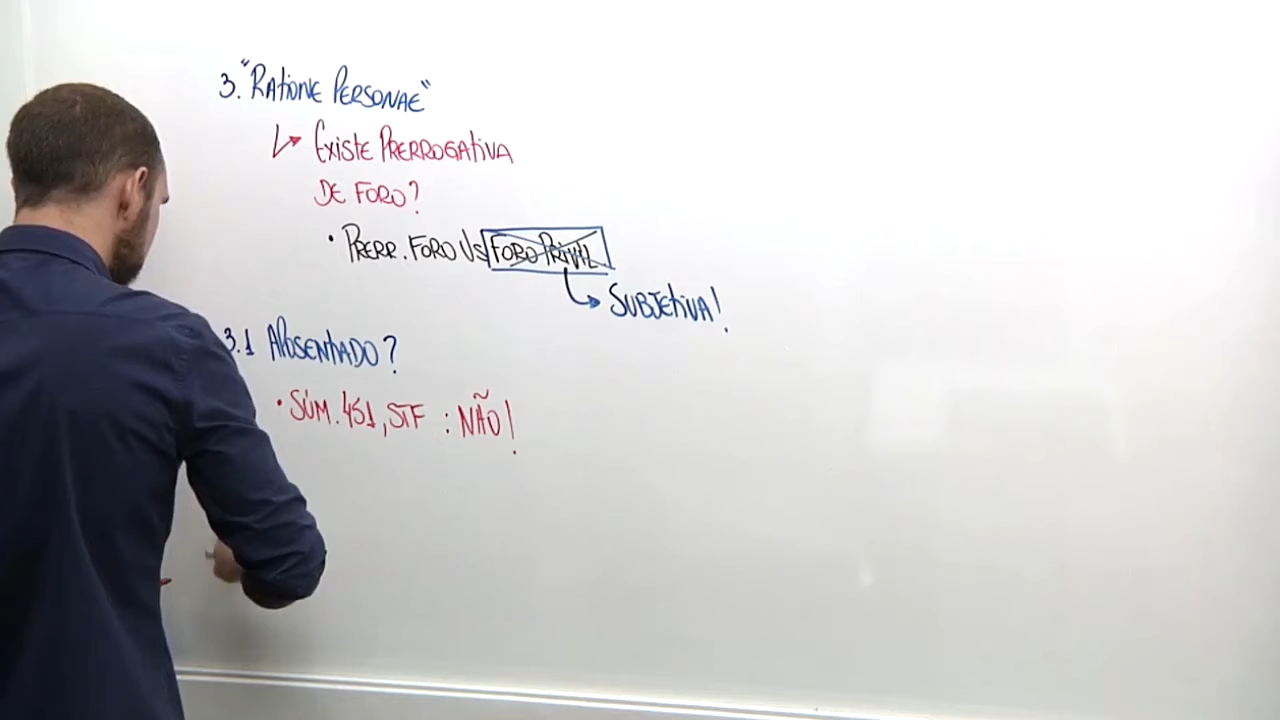 3. "RATIONE PERSONAE"
EXISTE PRERROGATIVA
DE FORO?
• PRERR. FORO VS FORO PRIVIL.
SUBJETIVA!
3.1 APOSENTADO?
• SÚM. 451, STF : NÃO!